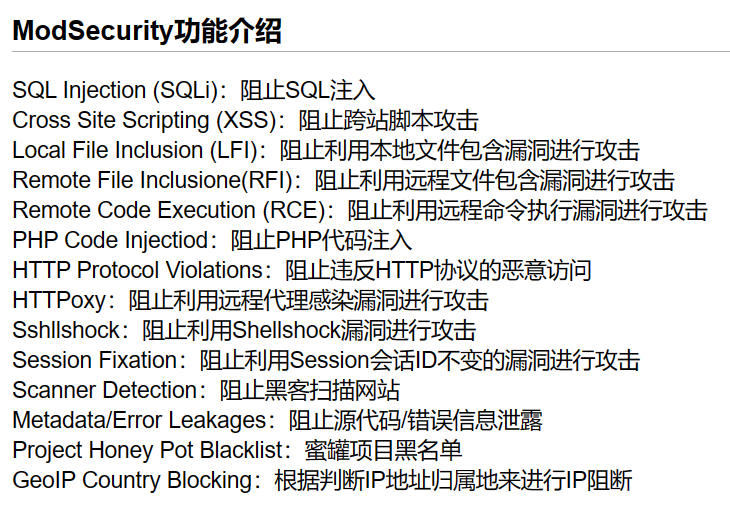 ModSecurity功能介绍
SQL Injection (SQLi)：阻止SQL注入
Cross Site Scripting (XSS)：阻止跨站脚本攻击
Local File Inclusion (LFI)：阻止利用本地文件包含漏洞进行攻击
Remote File Inclusione(RFI)：阻止利用远程文件包含漏洞进行攻击
Remote Code Execution (RCE)：阻止利用远程命令执行漏洞进行攻击
PHP Code Injectiod：阻止PHP代码注入
HTTP Protocol Violations：阻止违反HTTP协议的恶意访问
HTTPoxy：阻止利用远程代理感染漏洞进行攻击
Sshllshock：阻止利用Shellshock漏洞进行攻击
Session Fixation：阻止利用Session会话ID不变的漏洞进行攻击
Scanner Detection：阻止黑客扫描网站
Metadata/Error Leakages：阻止源代码/错误信息泄露
Project Honey Pot Blacklist：蜜罐项目黑名单
GeoIP Country Blocking：根据判断IP地址归属地来进行IP阻断